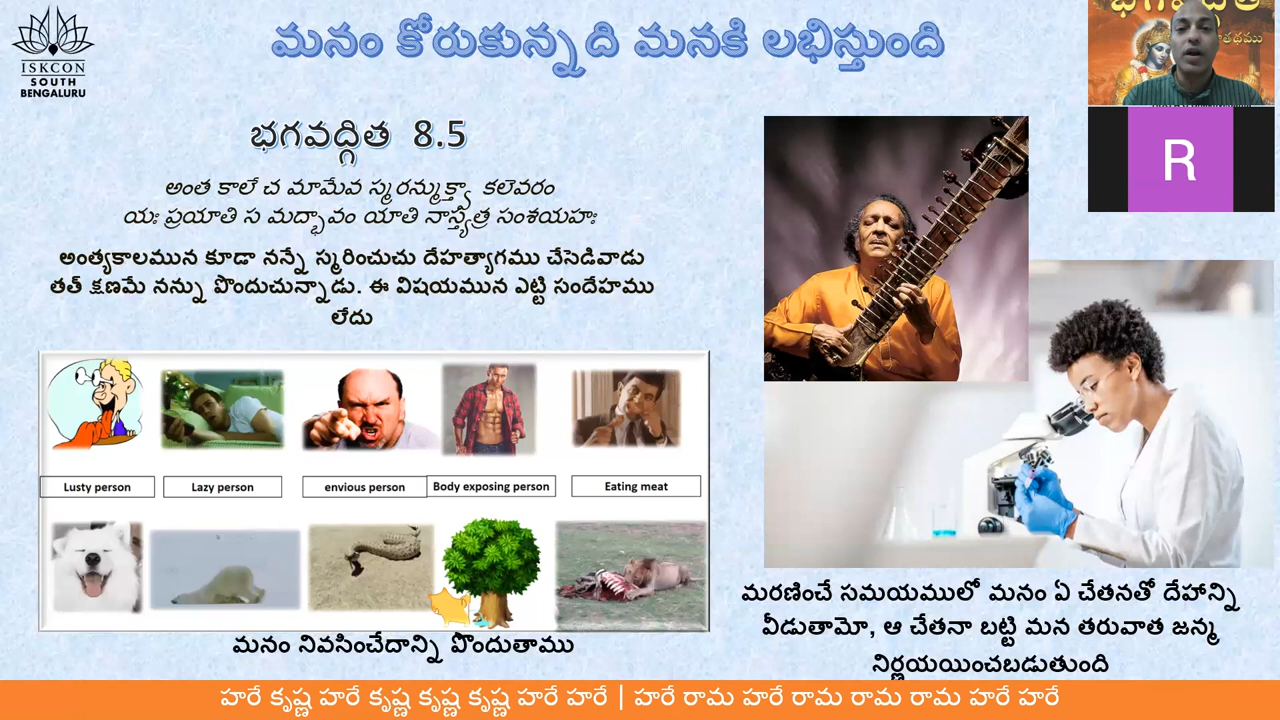 మనం కోరుకున్నది మనకి లభిస్తుంది
ISKCON
SOUTH
BENGALURU
భగవద్గిత 8.5
అంత కాలే చ మామేవ స్మరన్ముక్త్వా కలెవరం
యః ప్రయాతి స మద్భావం యాతి నాస్త్యత్ర సంశయహః
అంత్యకాలమున కూడా నన్నే స్మరించుచు దేహత్యాగము చేసెడివాడు
తత్ క్షణమే నన్ను పొందుచున్నాడు. ఈ విషయమున ఎట్టి సందేహము
లేదు
Lusty person
Lazy person
envious person
Body exposing person
Eating meat
మనం నివసించేదాన్ని పొందుతాము
R
మరణించే సమయములో మనం ఏ చేతనతో దేహాన్ని
వీడుతామో, ఆ చేతనా బట్టి మన తరువాత జన్మ
నిర్ణయయించబడుతుంది
హరే కృష్ణ హరే కృష్ణ కృష్ణ కృష్ణ హరే హరే | హరే రామ హరే రామ రామ రామ హరే హరే